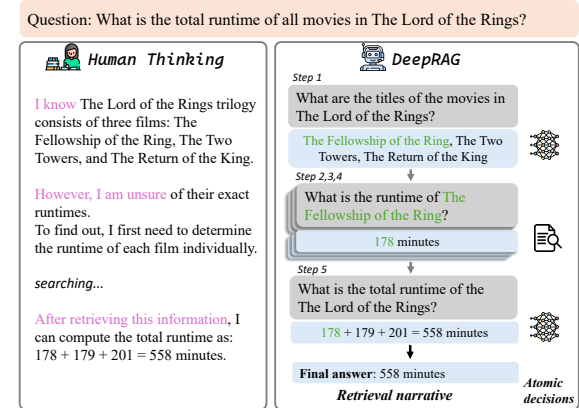 Question: What is the total runtime of all movies in The Lord of the Rings?
Human Thinking
I know The Lord of the Rings trilogy
consists of three films: The
Fellowship of the Ring, The Two
Towers, and The Return of the King.
However, I am unsure of their exact
runtimes.
To find out, I first need to determine
the runtime of each film individually.
searching...
After retrieving this information, I
can compute the total runtime as:
178 + 179 + 201 = 558 minutes.
DeepRAG
Step 1
What are the titles of the movies in
The Lord of the Rings?
The Fellowship of the Ring, The Two
Towers, The Return of the King
Step 2,3,4
What is the runtime of The
Fellowship of the Ring?
178 minutes
Step 5
What is the total runtime of the
The Lord of the Rings?
178 + 179 + 201 = 558 minutes
Final answer: 558 minutes
Retrieval narrative
Atomic
decisions